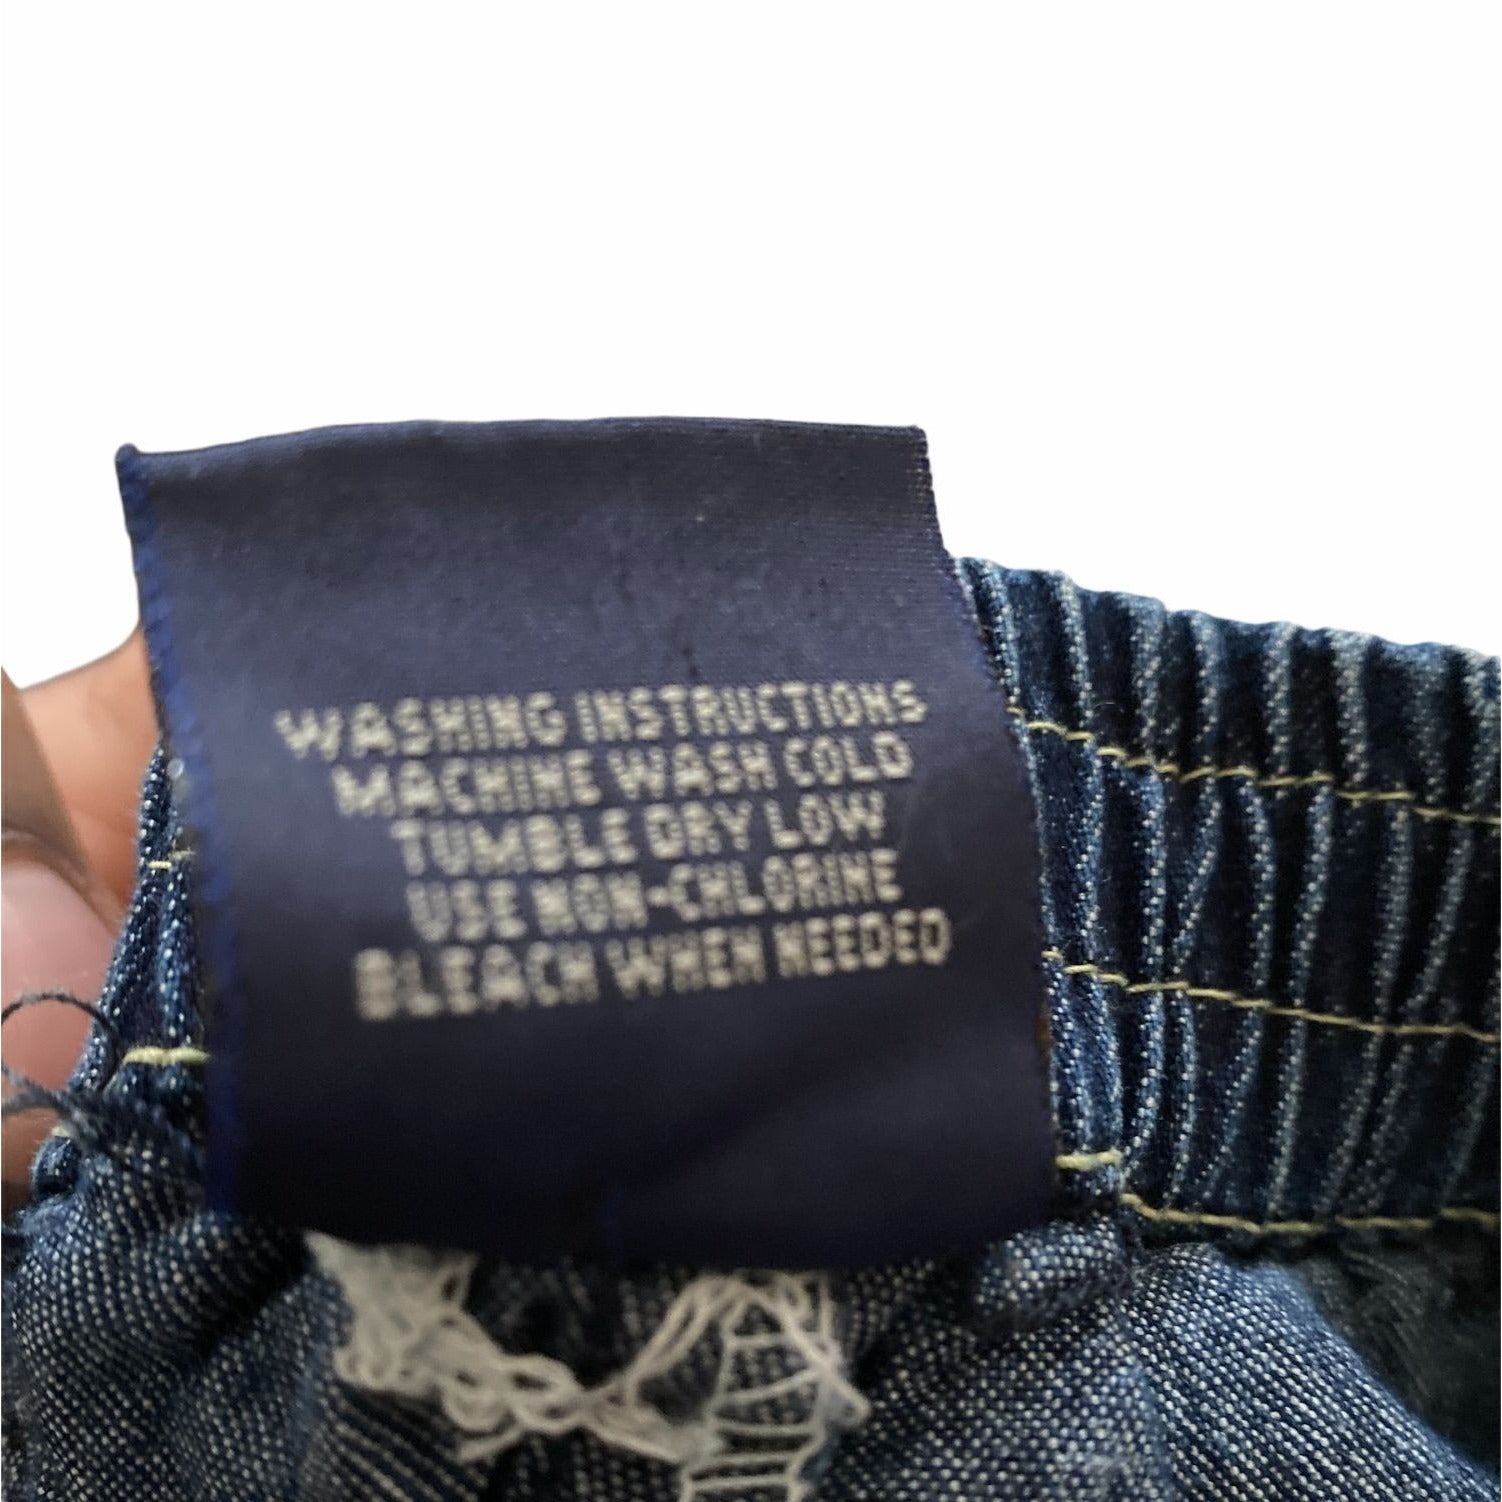 WASHING INSTRUCTIONS
MACHINE WASH COLD
TUMBLE DRY LOW
USE NON-CHLORINE
BLEACH WHEN NEEDED